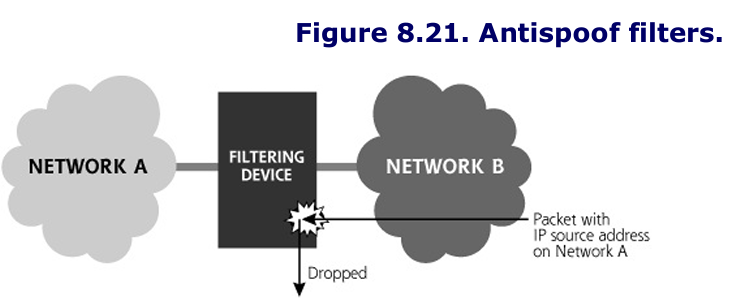 Figure 8.21. Antispoof filters.
NETWORK A
FILTERING
DEVICE
NETWORK B
Packet with
IP source address
on Network A
Dropped